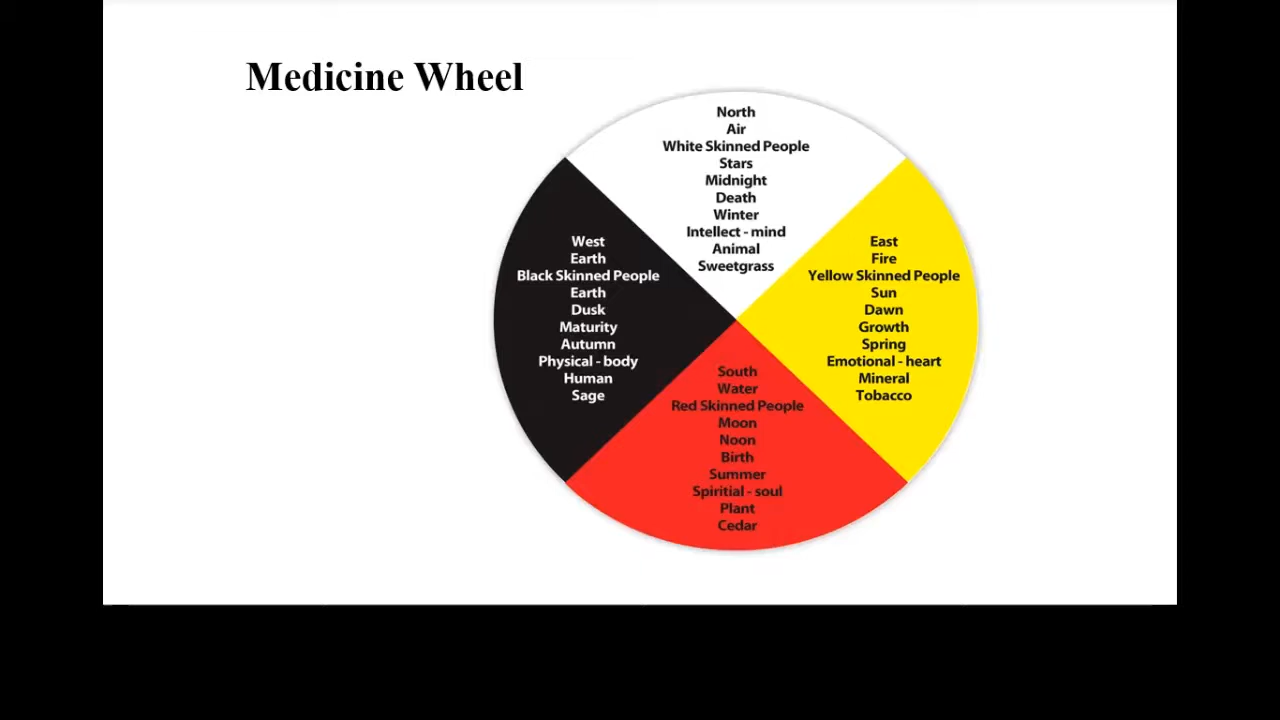 Medicine Wheel
North
Air
White Skinned People
Stars
Midnight
Death
Winter
Intellect - mind
Animal
Sweetgrass
West
Earth
Black Skinned People
Earth
Dusk
Maturity
Autumn
Physical - body
Human
Sage
East
Fire
Yellow Skinned People
Sun
Dawn
Growth
Spring
Emotional - heart
Mineral
Tobacco
South
Water
Red Skinned People
Moon
Noon
Birth
Summer
Spiritial - soul
Plant
Cedar